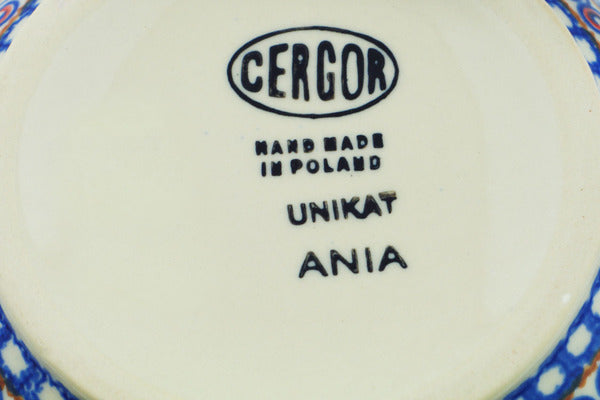 CERGOR
HAND MADE
IN POLAND
UNIKAT
ANIA